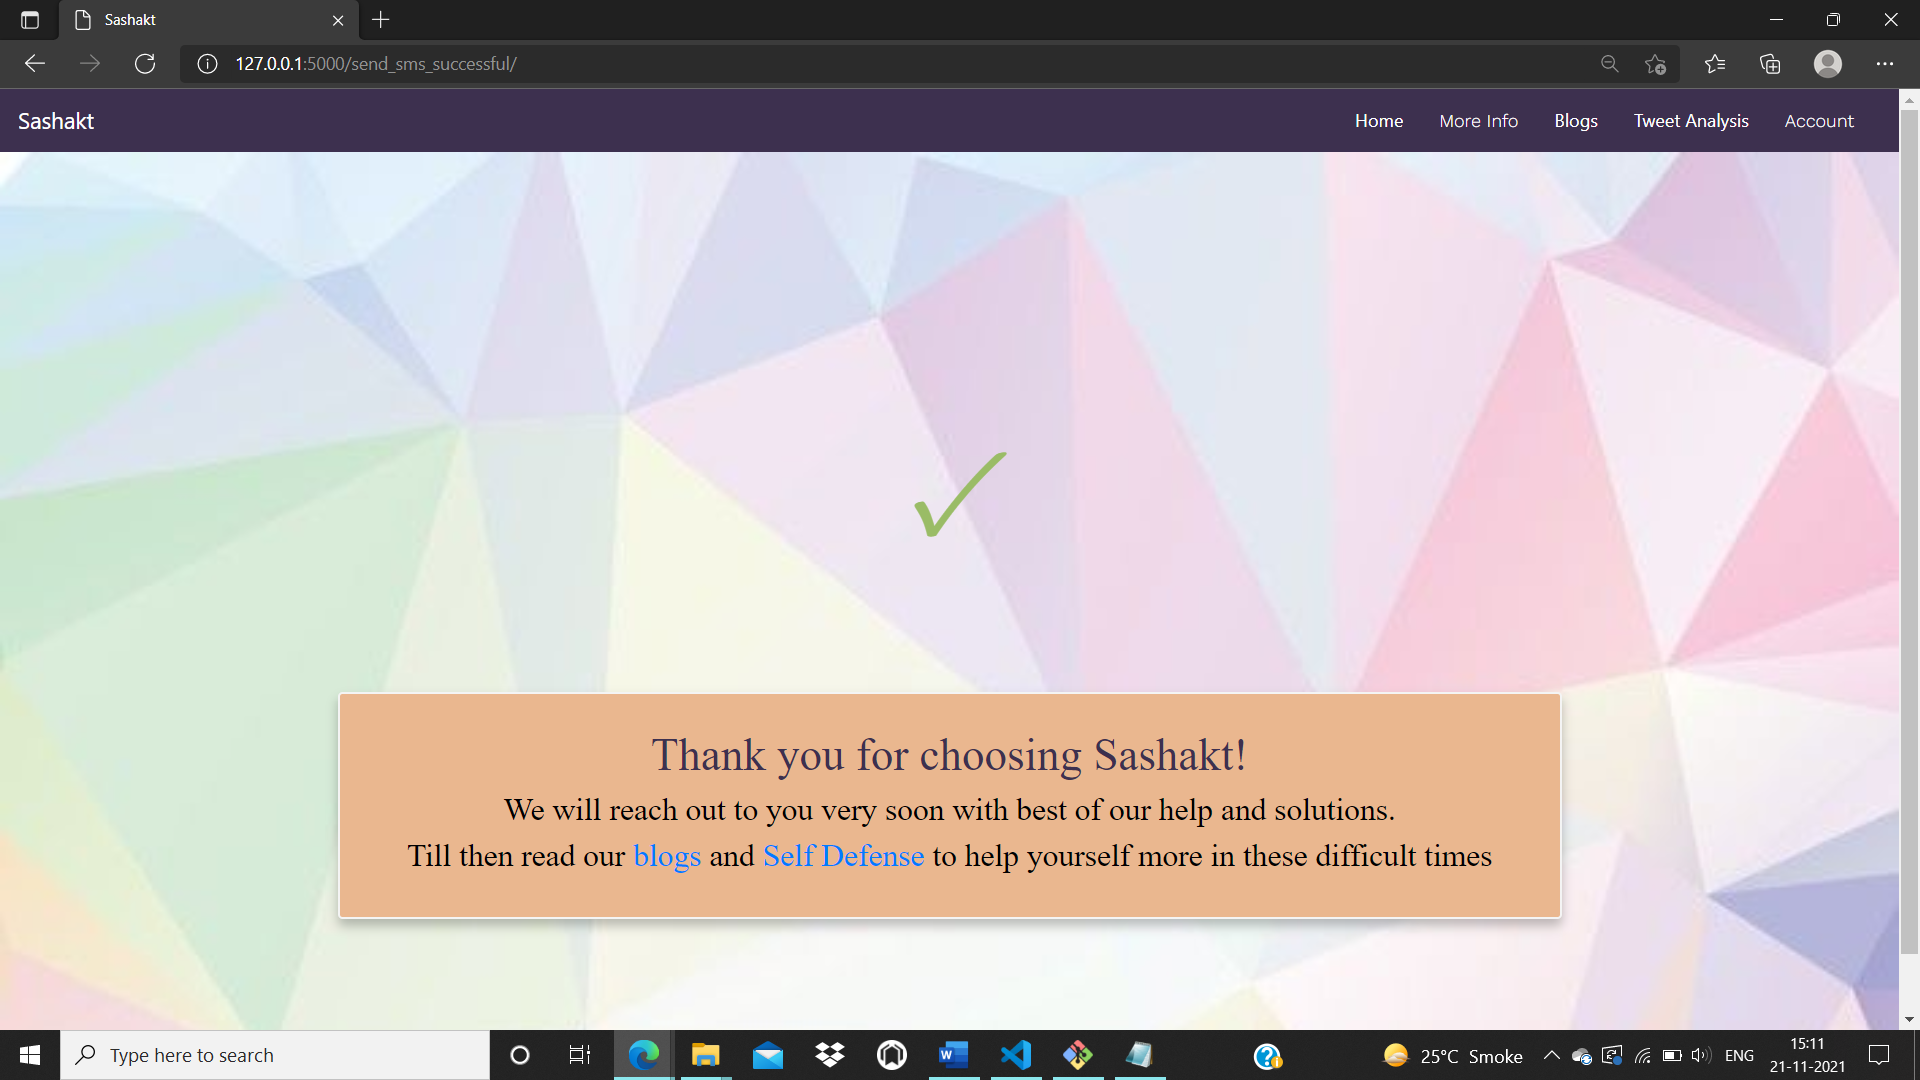 Sashakt
127.0.0.1:5000/send_sms_successful/
Sashakt
Home More Info Blogs Tweet Analysis Account
Thank you for choosing Sashakt!
We will reach out to you very soon with best of our help and solutions.
Till then read our blogs and Self Defense to help yourself more in these difficult times
Type here to search
25°C Smoke
ENG
15:11
21-11-2021